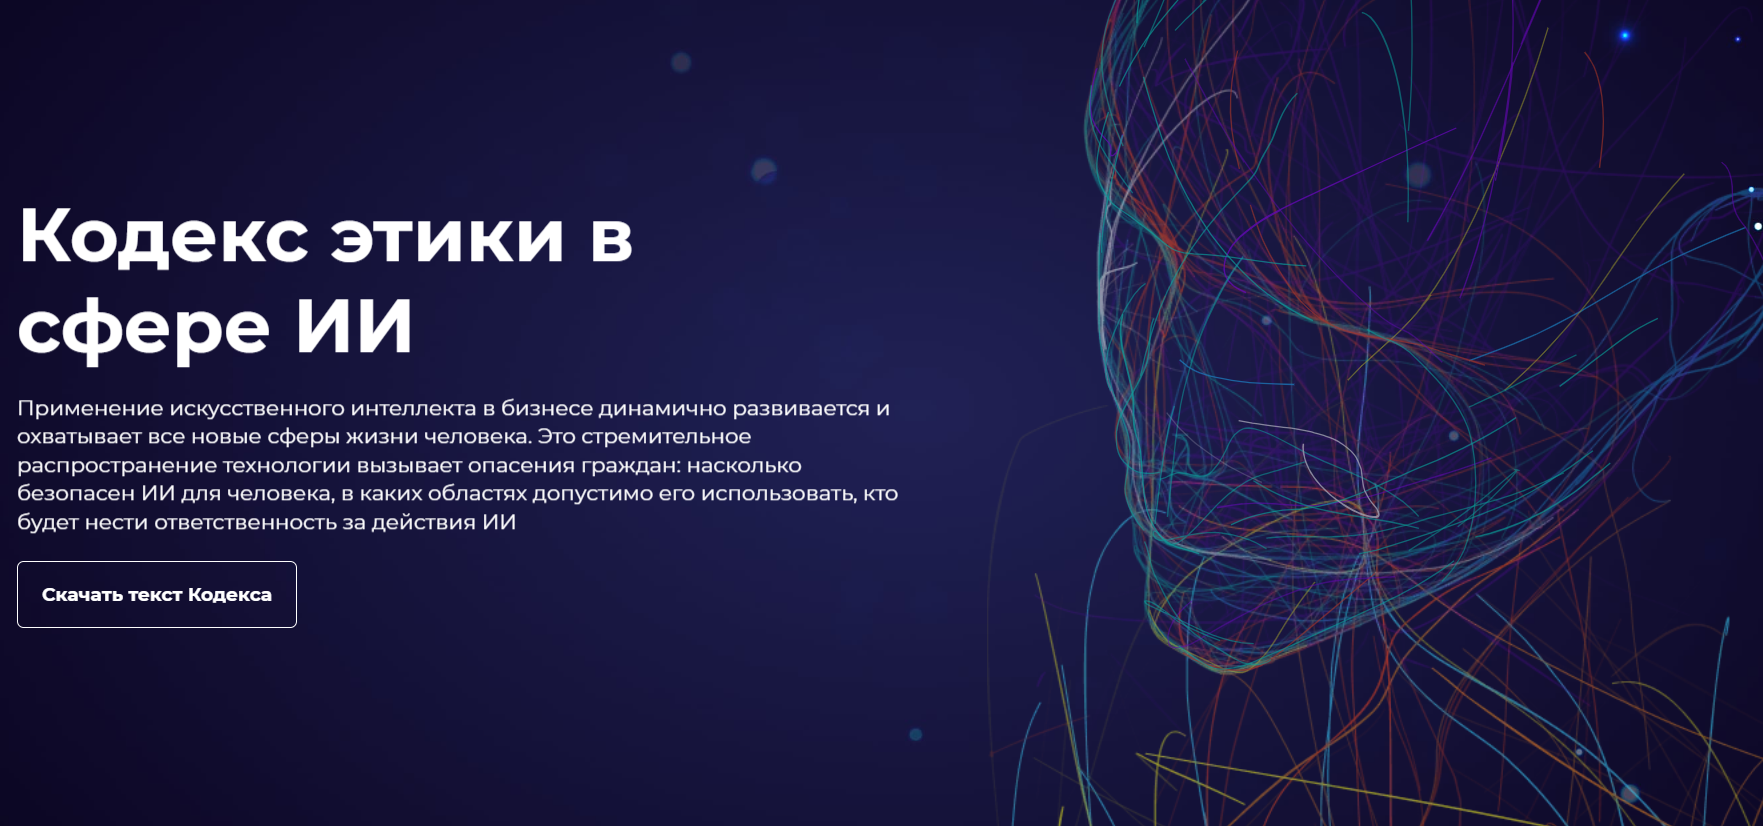 Кодекс этики в
сфере ИИ
Применение искусственного интеллекта в бизнесе динамично развивается и
охватывает все новые сферы жизни человека. Это стремительное
распространение технологии вызывает опасения граждан: насколько
безопасен ИИ для человека, в каких областях допустимо его использовать, кто
будет нести ответственность за действия ИИ
Скачать текст Кодекса